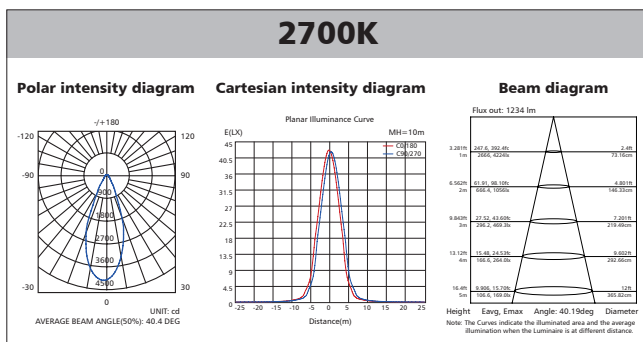 2700K
Polar intensity diagram
Cartesian intensity diagram
Beam diagram
-/+180
-120
120
-90
90
0
900
1800
2700
3600
4500
-30
30
0
UNIT: cd
AVERAGE BEAM ANGLE(50%): 40.4 DEG
Planar Illuminance Curve
E(LX)
MH=10m
C0/180
C90/270
45
40.5
36
31.5
27
22.5
18
13.5
9
4.5
0
-25 -20 -15 -10 -5 0 5 10 15 20 25
Distance(m)
Flux out: 1234 lm
3.281ft 247.6, 392.4fc 2.4ft
1m 2666, 4224lx 73.16cm
6.562ft 61.91, 98.10fc 4.801ft
2m 666.4, 1056lx 146.33cm
9.843ft 27.52, 43.60fc 7.201ft
3m 296.2, 469.3lx 219.49cm
13.12ft 15.48, 24.53fc 9.602ft
4m 166.6, 264.0lx 292.66cm
16.4ft 9.906, 15.70fc 12ft
5m 106.6, 169.0lx 365.82cm
Height Eavg, Emax Angle: 40.19deg Diameter
Note: The Curves indicate the illuminated area and the average
illumination when the Luminaire is at different distance.